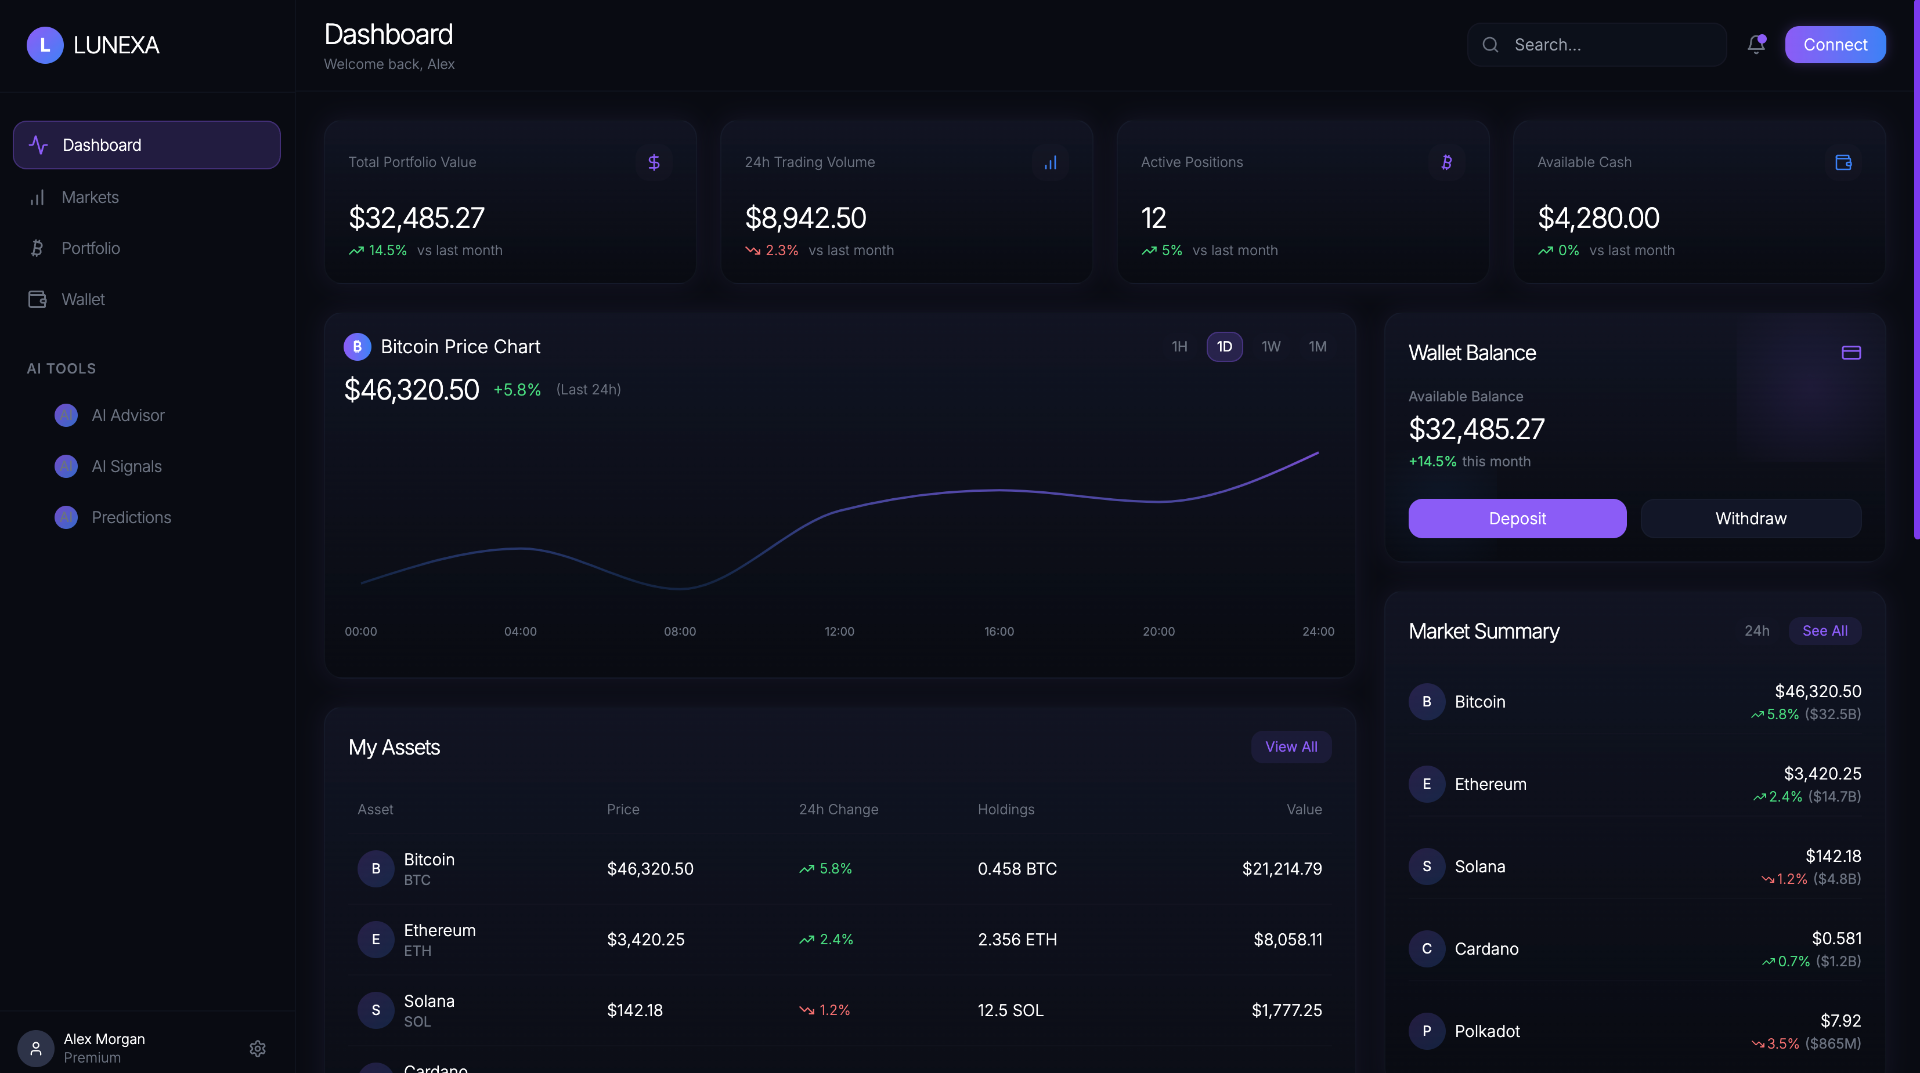 L LUNEXA
Dashboard
Markets
Portfolio
Wallet
AI TOOLS
AI AI Advisor
AI AI Signals
AI Predictions
Alex Morgan
Premium
Dashboard
Welcome back, Alex
Search...
Connect
Total Portfolio Value
$
$32,485.27
14.5% vs last month
24h Trading Volume
$8,942.50
2.3% vs last month
Active Positions
12
5% vs last month
Available Cash
$4,280.00
0% vs last month
Bitcoin Price Chart
1H 1D 1W 1M
$46,320.50 +5.8% (Last 24h)
00:00 04:00 08:00 12:00 16:00 20:00 24:00
Wallet Balance
Available Balance
$32,485.27
+14.5% this month
Deposit Withdraw
My Assets View All
Asset Price 24h Change Holdings Value
B Bitcoin BTC $46,320.50 5.8% 0.458 BTC $21,214.79
E Ethereum ETH $3,420.25 2.4% 2.356 ETH $8,058.11
S Solana SOL $142.18 1.2% 12.5 SOL $1,777.25
Cardano
Market Summary 24h See All
B Bitcoin $46,320.50
5.8% ($32.5B)
E Ethereum $3,420.25
2.4% ($14.7B)
S Solana $142.18
1.2% ($4.8B)
C Cardano $0.581
0.7% ($1.2B)
P Polkadot $7.92
3.5% ($865M)